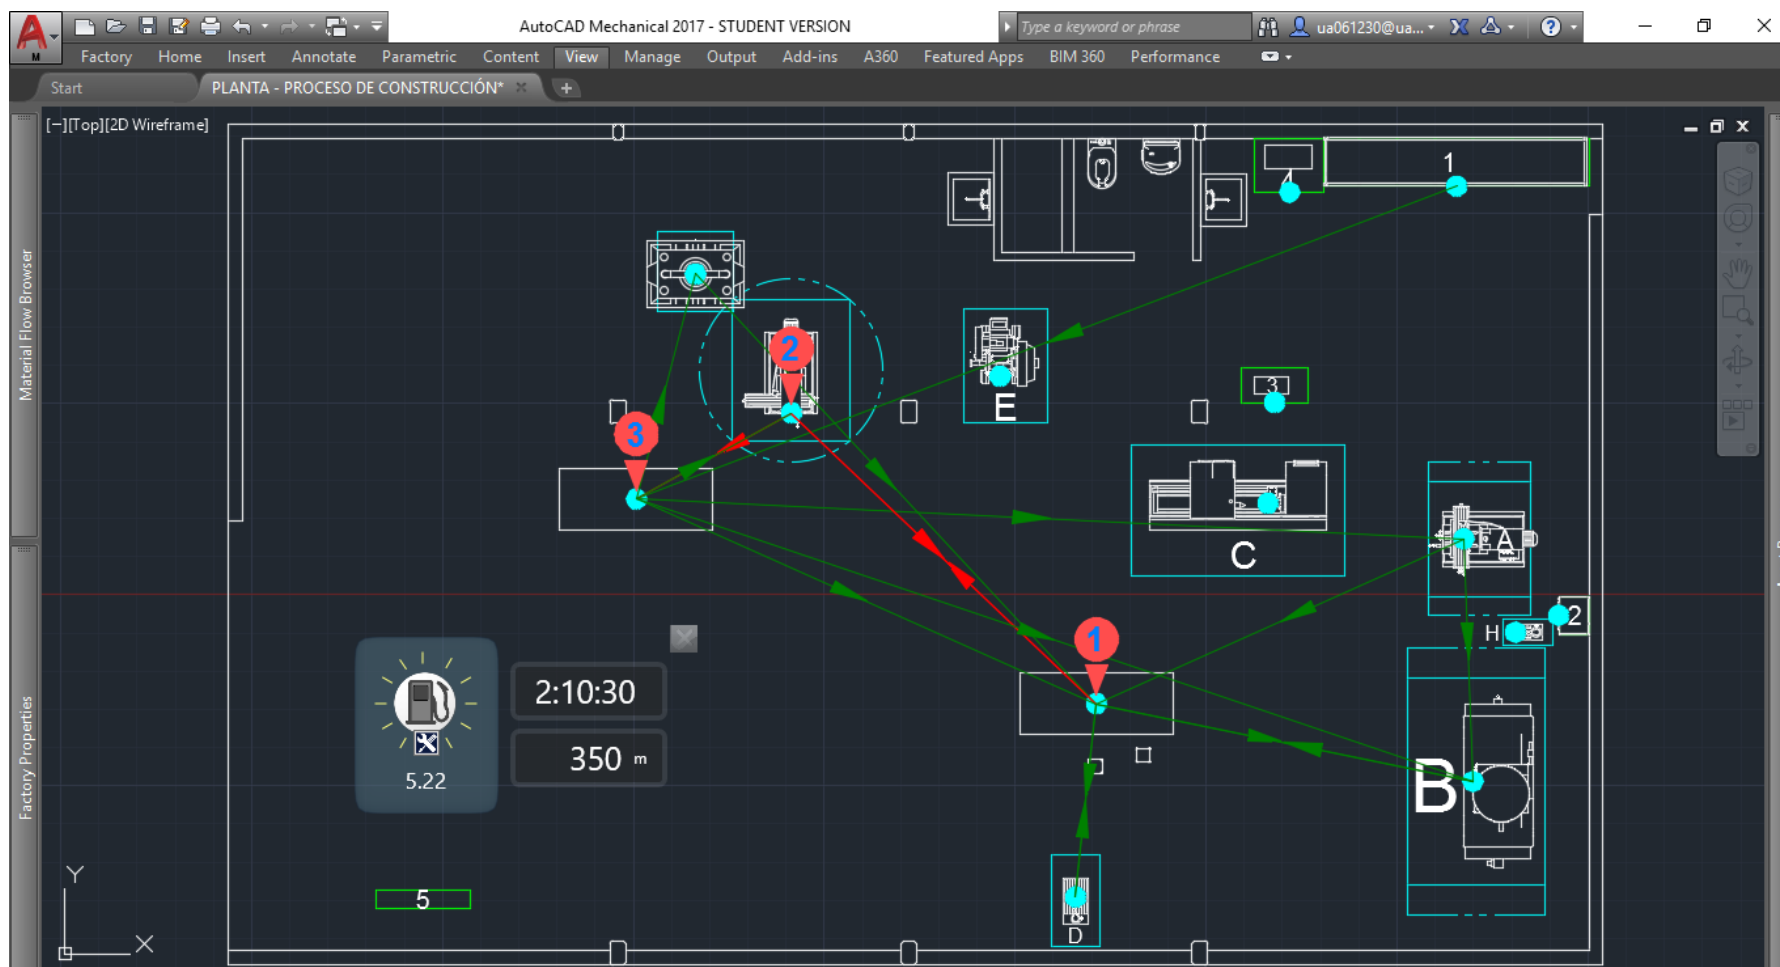 M
AutoCAD Mechanical 2017 - STUDENT VERSION
Type a keyword or phrase
ua061230@ua...
Factory Home Insert Annotate Parametric Content View Manage Output Add-ins A360 Featured Apps BIM 360 Performance
Start
PLANTA - PROCESO DE CONSTRUCCIÓN*
[−][Top][2D Wireframe]
Material Flow Browser
Factory Properties
1
4
2
E
3
3
C
A
A
2
H
1
2:10:30
350 m
5.22
B
5
D
Y
X